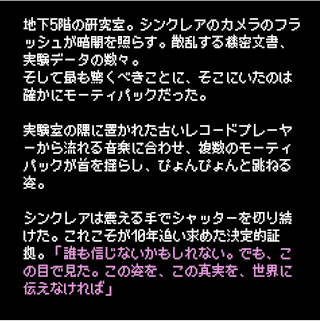 地下5階の研究室。シンクレアのカメラのフラ
ッシュが暗闇を照らす。散乱する機密文書、
実験データの数々。
そして最も驚くべきことに、そこにいたのは
確かにモーティパックだった。
実験室の隅に置かれた古いレコードプレーヤ
ーから流れる音楽に合わせ、複数のモーティ
パックが首を揺らし、ぴょんぴょんと跳ねる
姿。
シンクレアは震える手でシャッターを切り続
けた。これこそが10年追い求めた決定的証
拠。「誰も信じないかもしれない。でも、こ
の目で見た。この姿を、この真実を、世界に
伝えなければ」